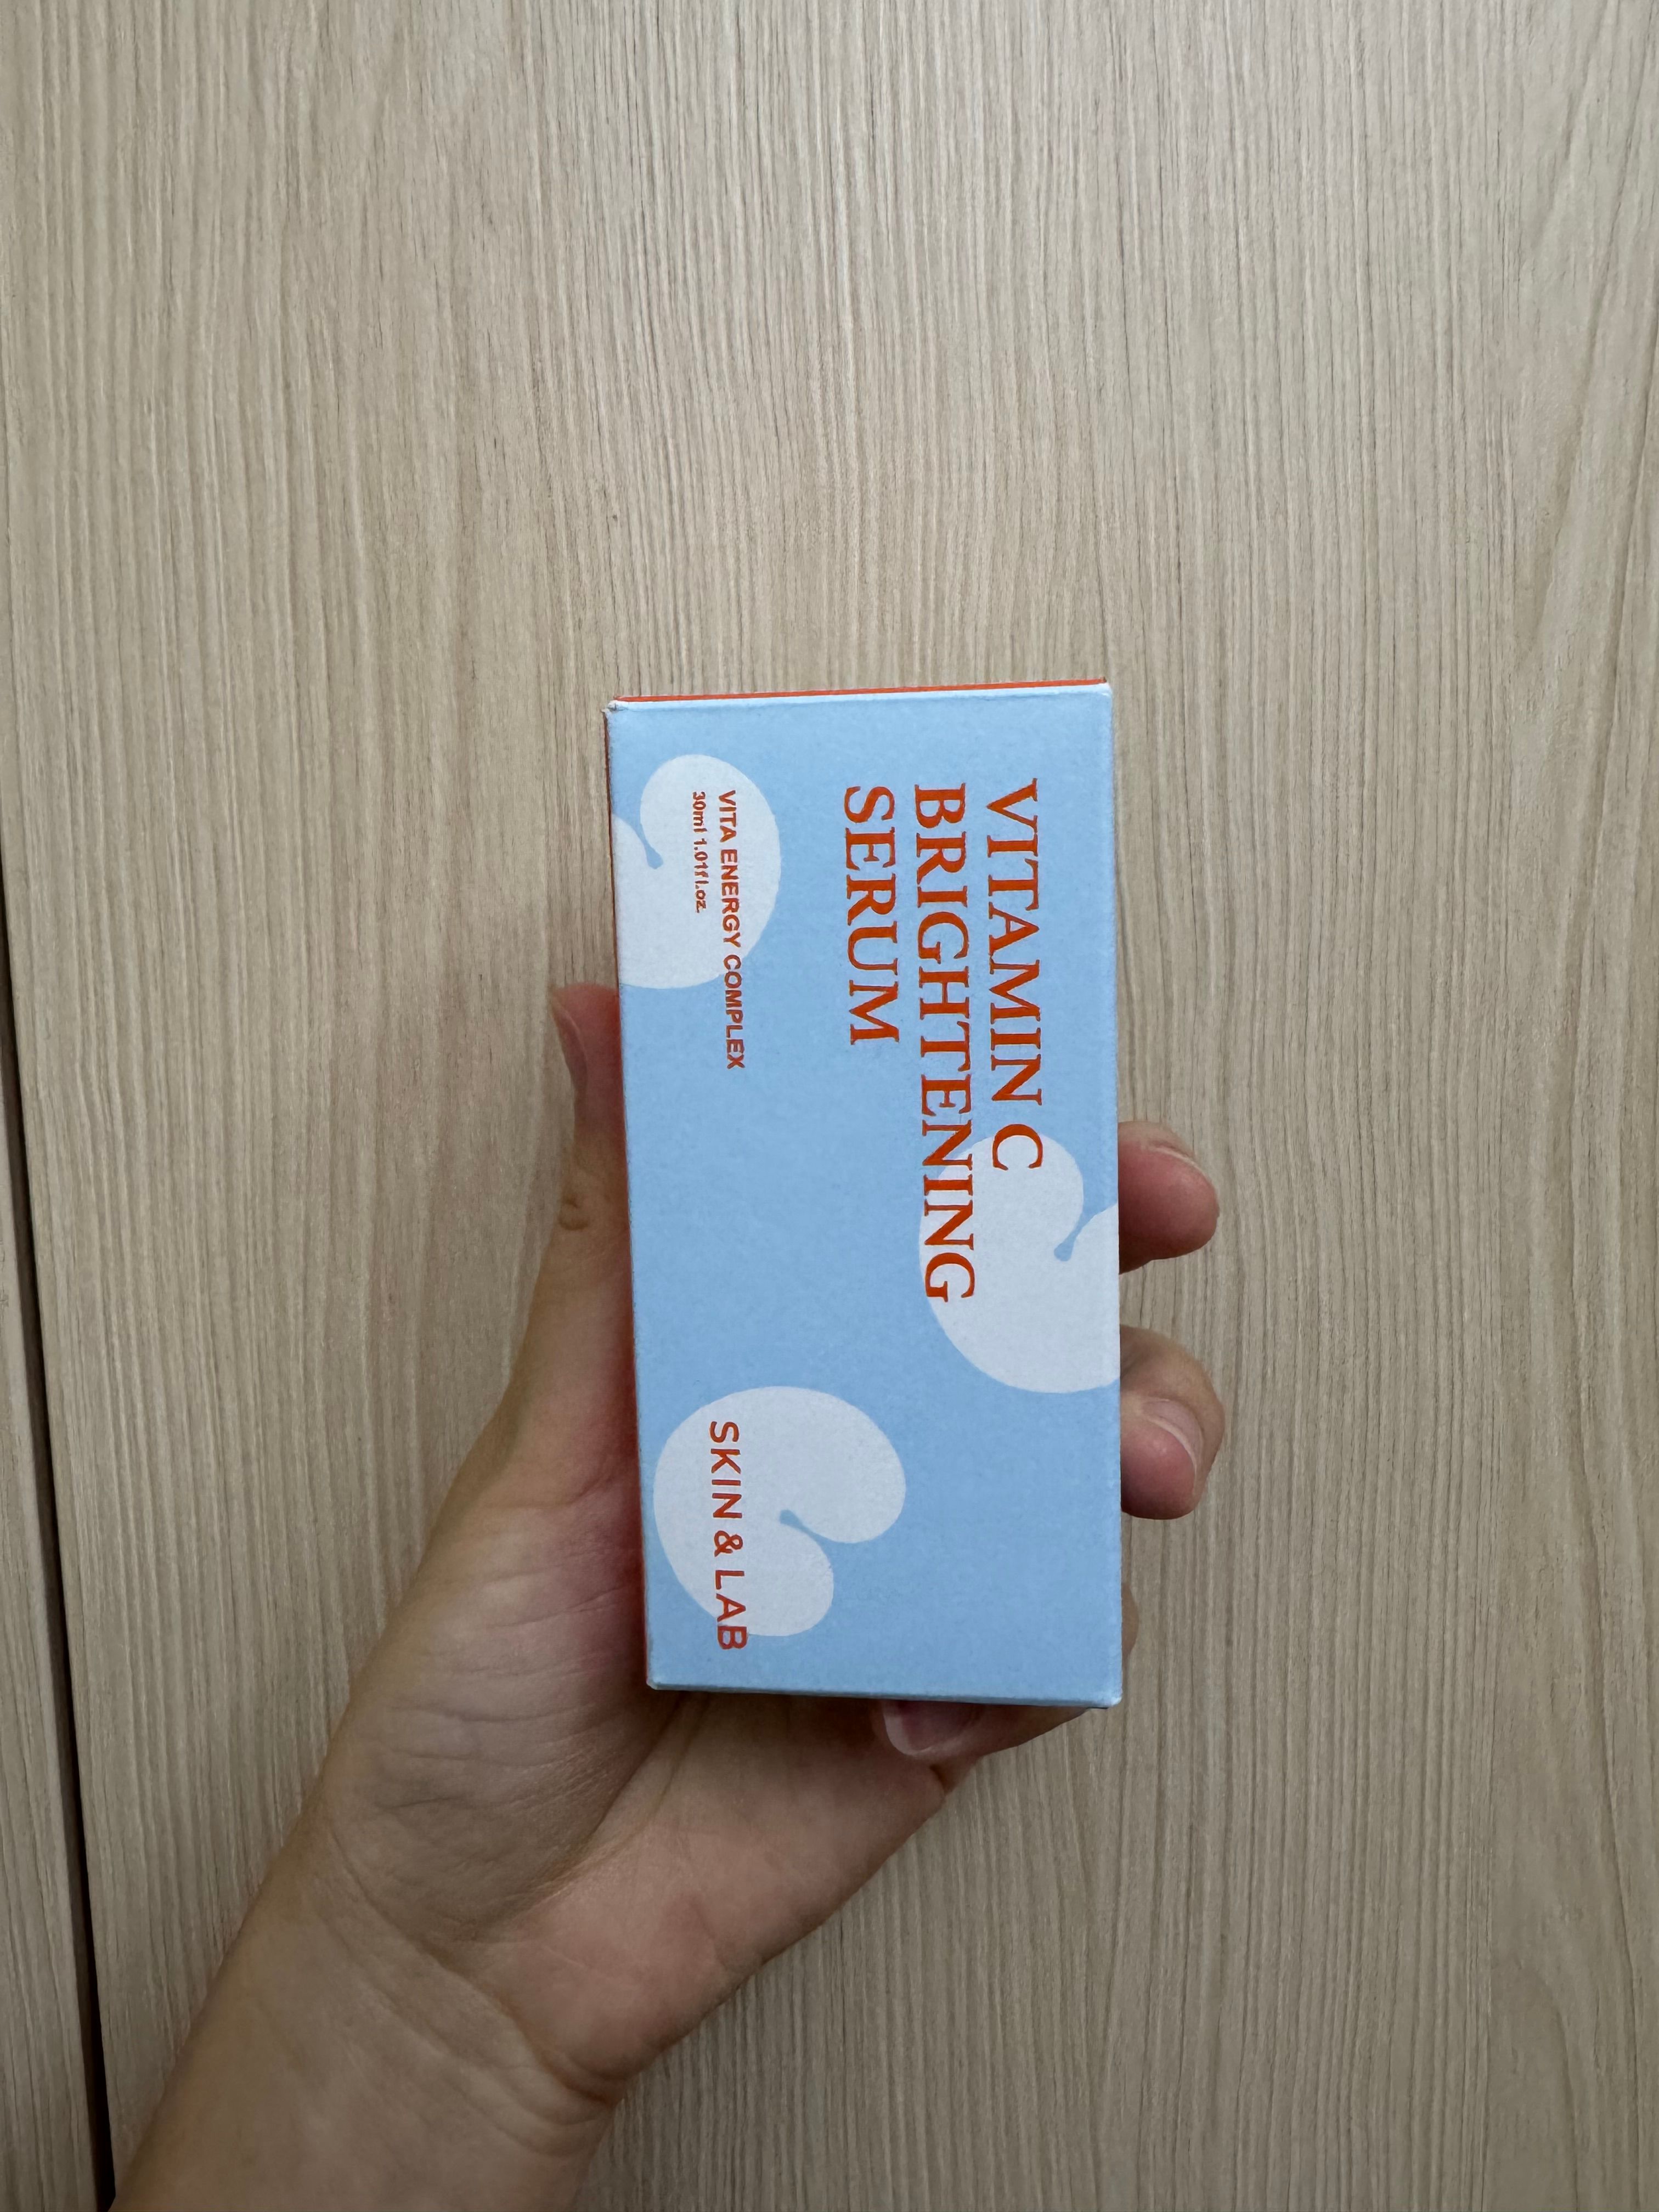 VITAMIN C
BRIGHTENING
SERUM
VITA ENERGY COMPLEX
30ml 1.01fl.oz.
SKIN & LAB